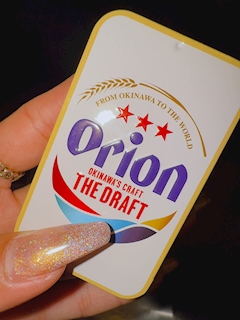 FROM OKINAWA TO THE WORLD
Orion
OKINAWA'S CRAFT
THE DRAFT